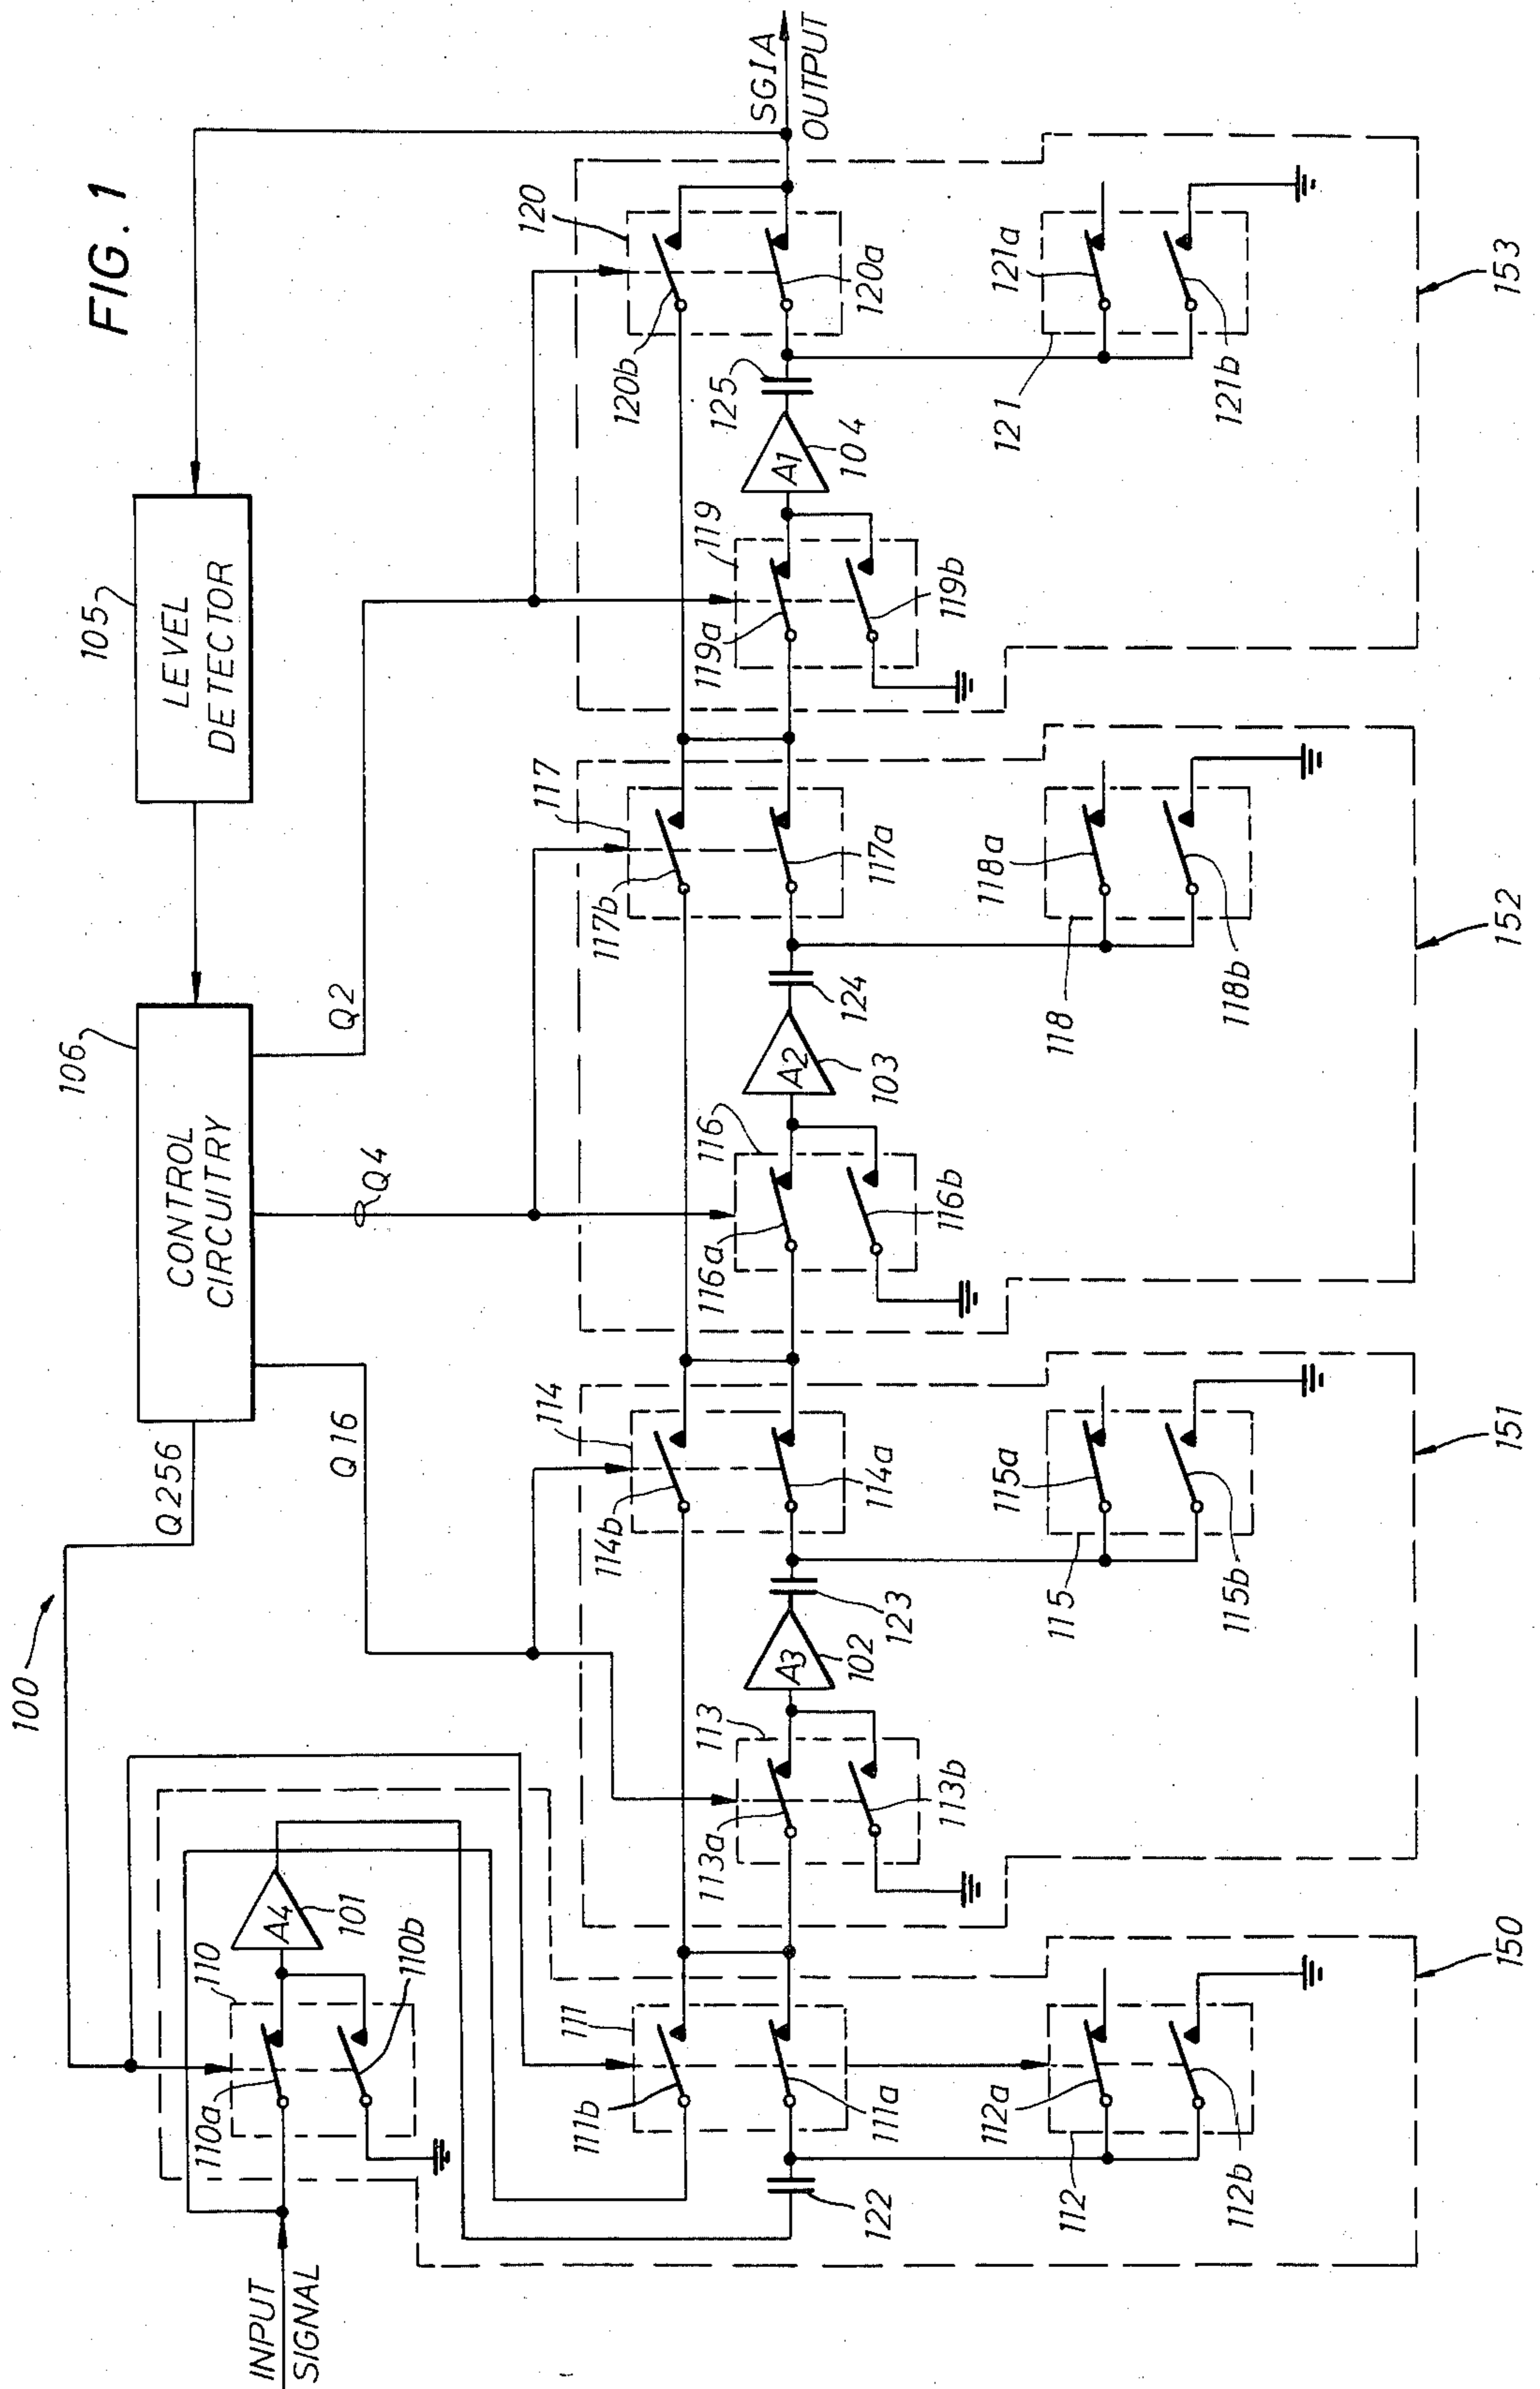 FIG. 1
100
106
CONTROL
CIRCUITRY
105
LEVEL
DETECTOR
Q256
Q16
Q4
Q2
INPUT
SIGNAL
110
110a
110b
A4
101
111
111b
111a
122
112
112a
112b
150
113
113a
113b
A3
102
123
114
114b
114a
115
115a
115b
151
116
116a
116b
A2
103
124
117
117b
117a
118
118a
118b
152
119
119a
119b
A1
104
125
120
120b
120a
121
121a
121b
153
SGIA
OUTPUT